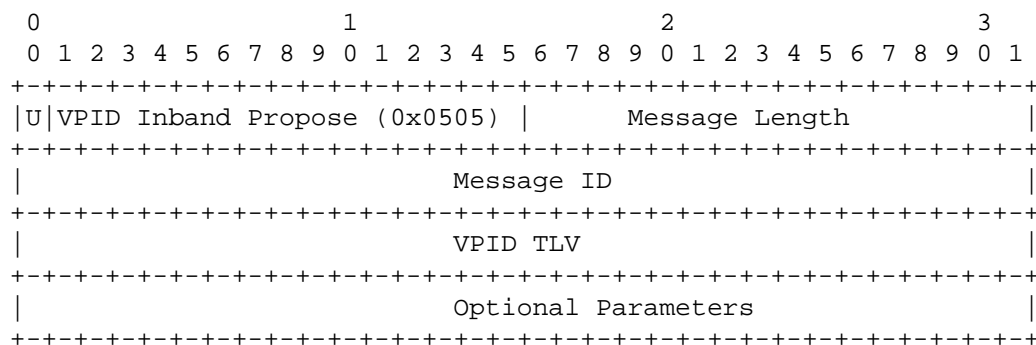 0                   1                   2                   3
 0 1 2 3 4 5 6 7 8 9 0 1 2 3 4 5 6 7 8 9 0 1 2 3 4 5 6 7 8 9 0 1
+-+-+-+-+-+-+-+-+-+-+-+-+-+-+-+-+-+-+-+-+-+-+-+-+-+-+-+-+-+-+-+-+
|U|VPID Inband Propose (0x0505) |      Message Length           |
+-+-+-+-+-+-+-+-+-+-+-+-+-+-+-+-+-+-+-+-+-+-+-+-+-+-+-+-+-+-+-+-+
|                           Message ID                          |
+-+-+-+-+-+-+-+-+-+-+-+-+-+-+-+-+-+-+-+-+-+-+-+-+-+-+-+-+-+-+-+-+
|                           VPID TLV                            |
+-+-+-+-+-+-+-+-+-+-+-+-+-+-+-+-+-+-+-+-+-+-+-+-+-+-+-+-+-+-+-+-+
|                           Optional Parameters                 |
+-+-+-+-+-+-+-+-+-+-+-+-+-+-+-+-+-+-+-+-+-+-+-+-+-+-+-+-+-+-+-+-+